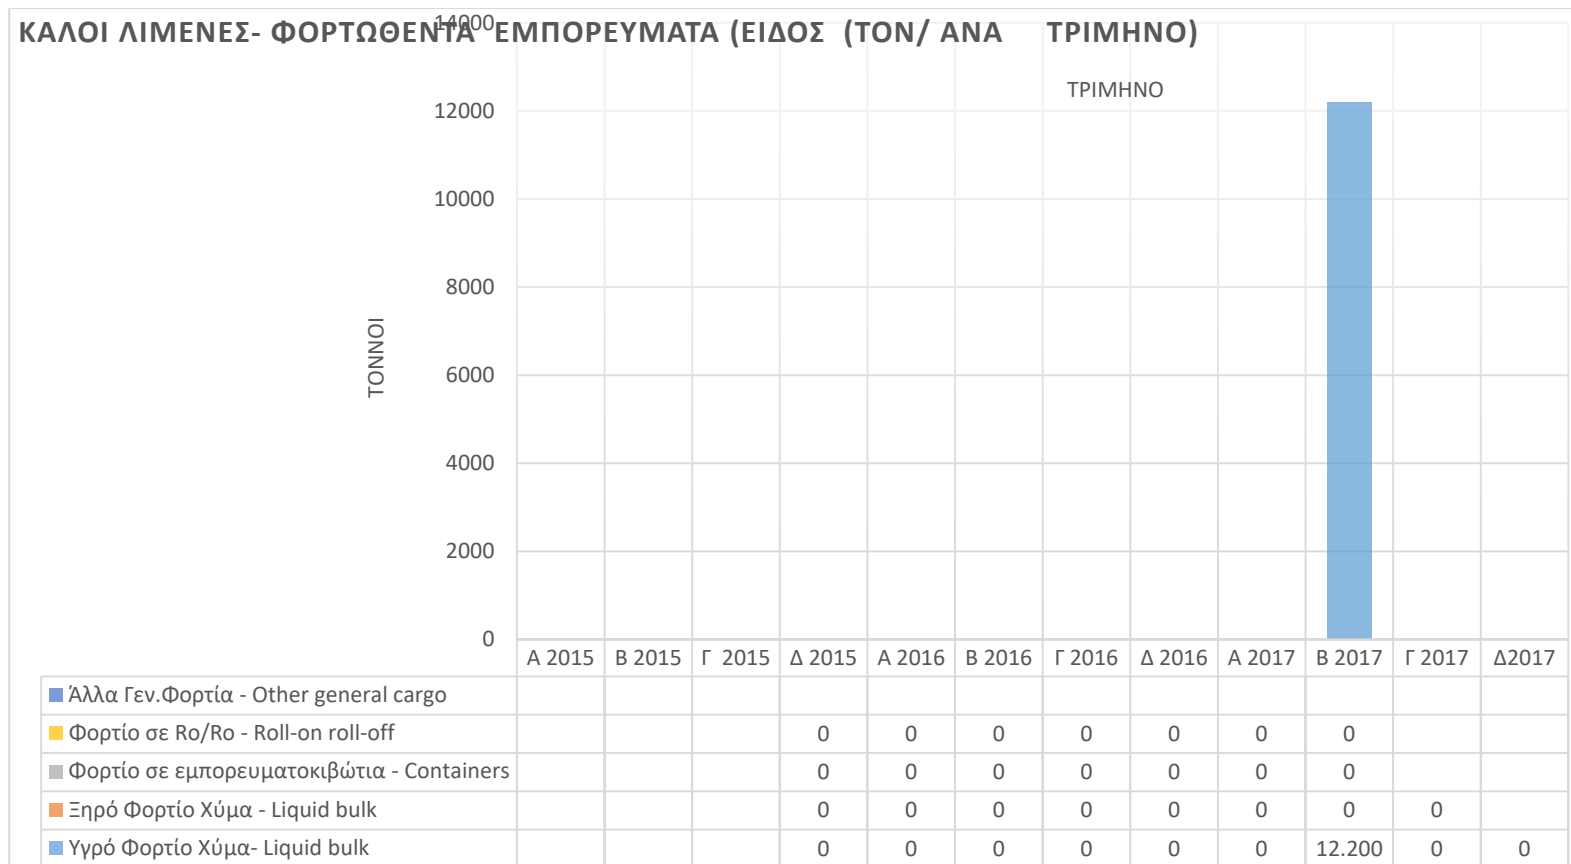 ΚΑΛΟΙ ΛΙΜΕΝΕΣ- ΦΟΡΤΩΘΕΝΤΑ ΕΜΠΟΡΕΥΜΑΤΑ (ΕΙΔΟΣ (ΤΟΝ/ ΑΝΑ ΤΡΙΜΗΝΟ)
14000
ΤΡΙΜΗΝΟ
12000
10000
8000
6000
4000
2000
0
ΤΟΝΝΟΙ
Α 2015 Β 2015 Γ 2015 Δ 2015 Α 2016 Β 2016 Γ 2016 Δ 2016 Α 2017 Β 2017 Γ 2017 Δ2017
Άλλα Γεν.Φορτία - Other general cargo
Φορτίο σε Ro/Ro - Roll-on roll-off 0 0 0 0 0 0 0
Φορτίο σε εμπορευματοκιβώτια - Containers 0 0 0 0 0 0 0
Ξηρό Φορτίο Χύμα - Liquid bulk 0 0 0 0 0 0 0 0
Υγρό Φορτίο Χύμα- Liquid bulk 0 0 0 0 0 0 12.200 0 0